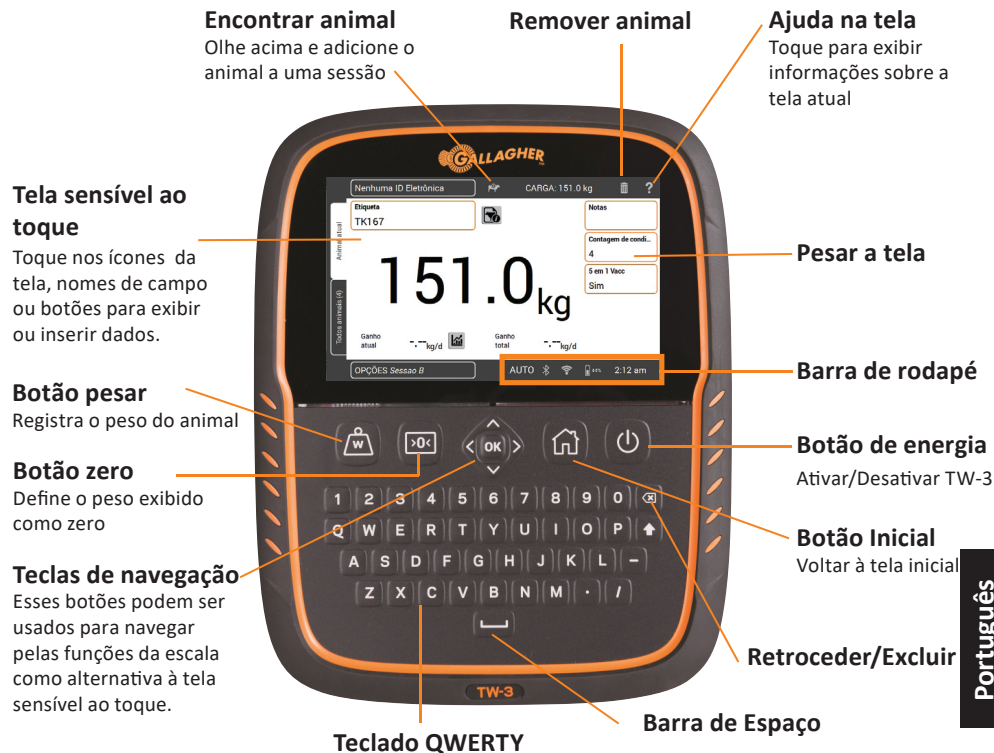 Encontrar animal
Olhe acima e adicione o
animal a uma sessão
Remover animal
Ajuda na tela
Toque para exibir
informações sobre a
tela atual
GALLAGHER
Nenhuma ID Eletrônica
CARGA: 151.0 kg
?
Tela sensível ao
toque
Toque nos ícones da
tela, nomes de campo
ou botões para exibir
ou inserir dados.
Animal atual
Todos animais (4)
Etiqueta
TK167
Notas
Contagem de condi...
4
5 em 1 Vacc
Sim
151.0kg
Ganho
atual
-.--kg/d
Ganho
total
-.--kg/d
OPÇÕES Sessao B
AUTO
44%
2:12 am
Pesar a tela
Barra de rodapé
Botão pesar
Registra o peso do animal
Botão zero
Define o peso exibido
como zero
Teclas de navegação
Esses botões podem ser
usados para navegar
pelas funções da escala
como alternativa à tela
sensível ao toque.
W
>0<
OK
1 2 3 4 5 6 7 8 9 0
Q W E R T Y U I O P
A S D F G H J K L -
Z X C V B N M . /
TW-3
Botão de energia
Ativar/Desativar TW-3
Botão Inicial
Voltar à tela inicial
Retroceder/Excluir
Barra de Espaço
Teclado QWERTY
Português